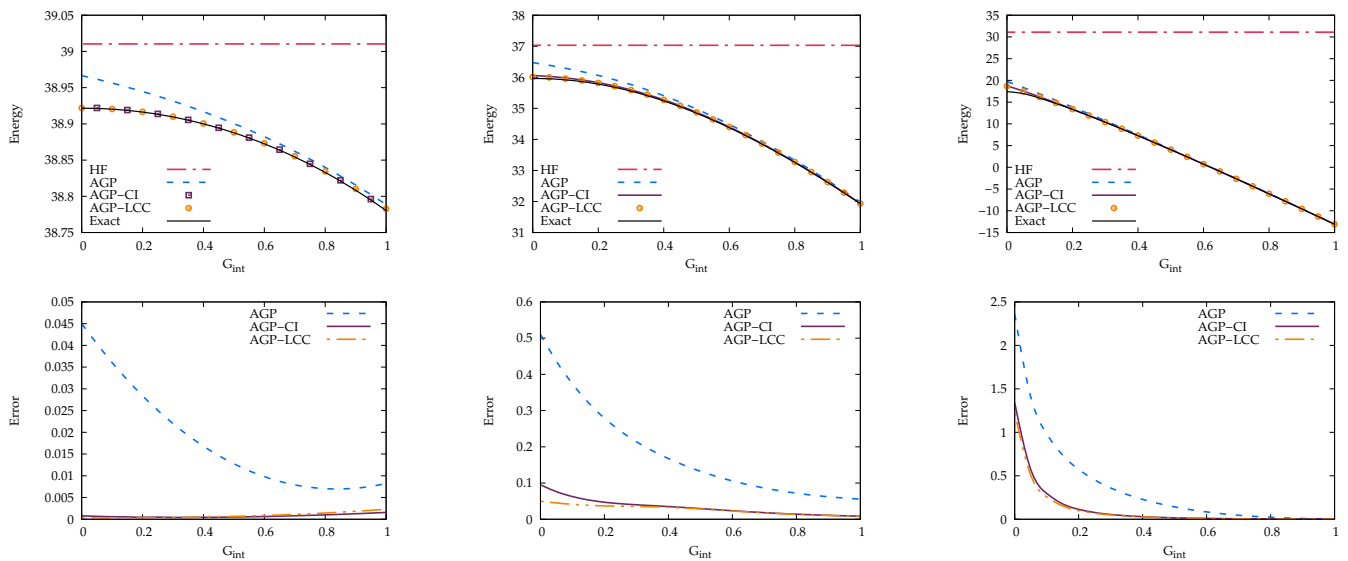 39.05
39
38.95
38.9
38.85
38.8
38.75
Energy
HF
AGP
AGP−CI
AGP−LCC
Exact
0 0.2 0.4 0.6 0.8 1
G_int
38
37
36
35
34
33
32
31
Energy
HF
AGP
AGP−CI
AGP−LCC
Exact
0 0.2 0.4 0.6 0.8 1
G_int
35
30
25
20
15
10
5
0
−5
−10
−15
Energy
HF
AGP
AGP−CI
AGP−LCC
Exact
0 0.2 0.4 0.6 0.8 1
G_int
0.05
0.045
0.04
0.035
0.03
0.025
0.02
0.015
0.01
0.005
0
Error
AGP
AGP−CI
AGP−LCC
0 0.2 0.4 0.6 0.8 1
G_int
0.6
0.5
0.4
0.3
0.2
0.1
0
Error
AGP
AGP−CI
AGP−LCC
0 0.2 0.4 0.6 0.8 1
G_int
2.5
2
1.5
1
0.5
0
Error
AGP
AGP−CI
AGP−LCC
0 0.2 0.4 0.6 0.8 1
G_int